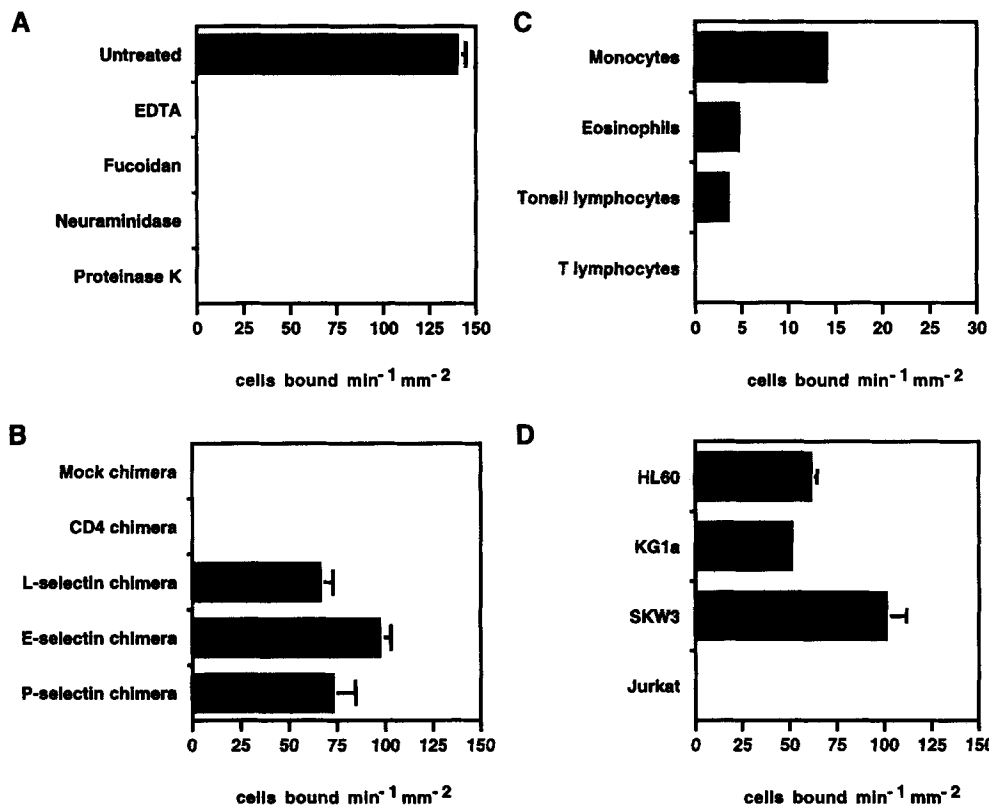 A
Untreated
EDTA
Fucoidan
Neuraminidase
Proteinase K
0 25 50 75 100 125 150
cells bound min-1 mm-2
B
Mock chimera
CD4 chimera
L-selectin chimera
E-selectin chimera
P-selectin chimera
0 25 50 75 100 125 150
cells bound min-1 mm-2
C
Monocytes
Eosinophils
Tonsil lymphocytes
T lymphocytes
0 5 10 15 20 25 30
cells bound min-1 mm-2
D
HL60
KG1a
SKW3
Jurkat
0 25 50 75 100 125 150
cells bound min-1 mm-2